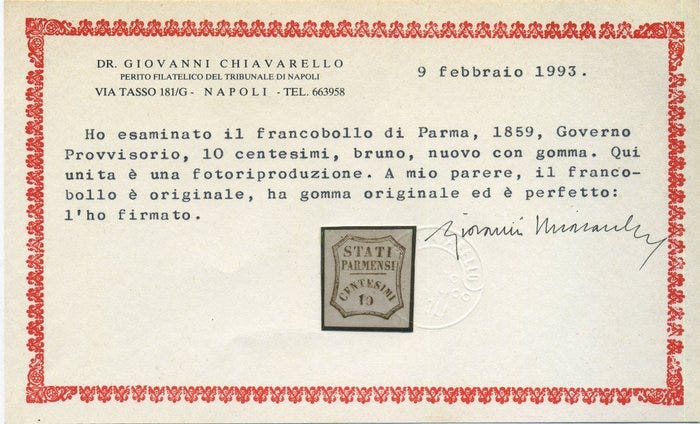 DR. GIOVANNI CHIAVARELLO
PERITO FILATELICO DEL TRIBUNALE DI NAPOLI
VIA TASSO 181/G - NAPOLI - TEL. 663958
9 febbraio 1993.
Ho esaminato il francobollo di Parma, 1859, Governo
Provvisorio, 10 centesimi, bruno, nuovo con gomma. Qui
unita è una fotoriproduzione. A mio parere, il franco-
bollo è originale, ha gomma originale ed è perfetto:
l'ho firmato.
Giovanni Chiavarello
STATI
PARMENSI
CENTESIMI
10